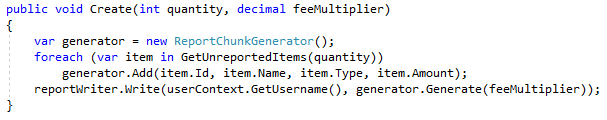 public void Create(int quantity, decimal feeMultiplier)
{
    var generator = new ReportChunkGenerator();
    foreach (var item in GetUnreportedItems(quantity))
        generator.Add(item.Id, item.Name, item.Type, item.Amount);
    reportWriter.Write(userContext.GetUsername(), generator.Generate(feeMultiplier));
}